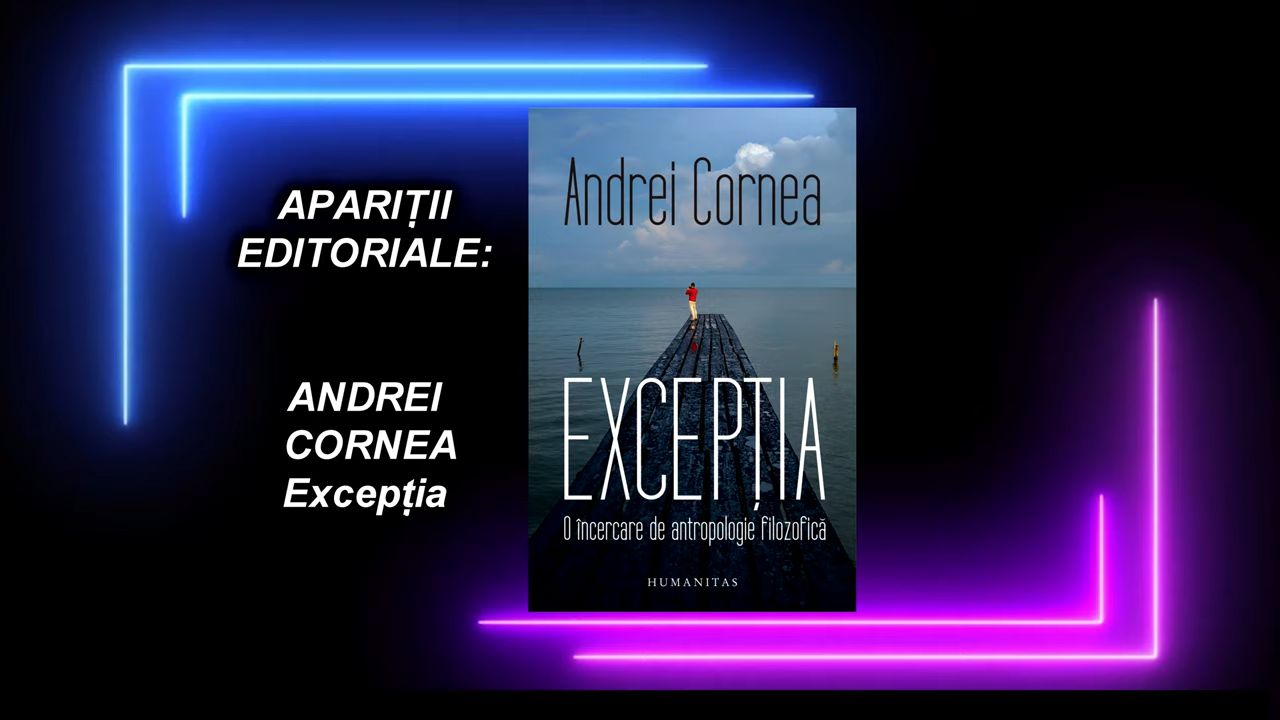 APARIȚII
EDITORIALE:
ANDREI
CORNEA
Excepția
Andrei Cornea
EXCEPȚIA
O încercare de antropologie filozofică
HUMANITAS